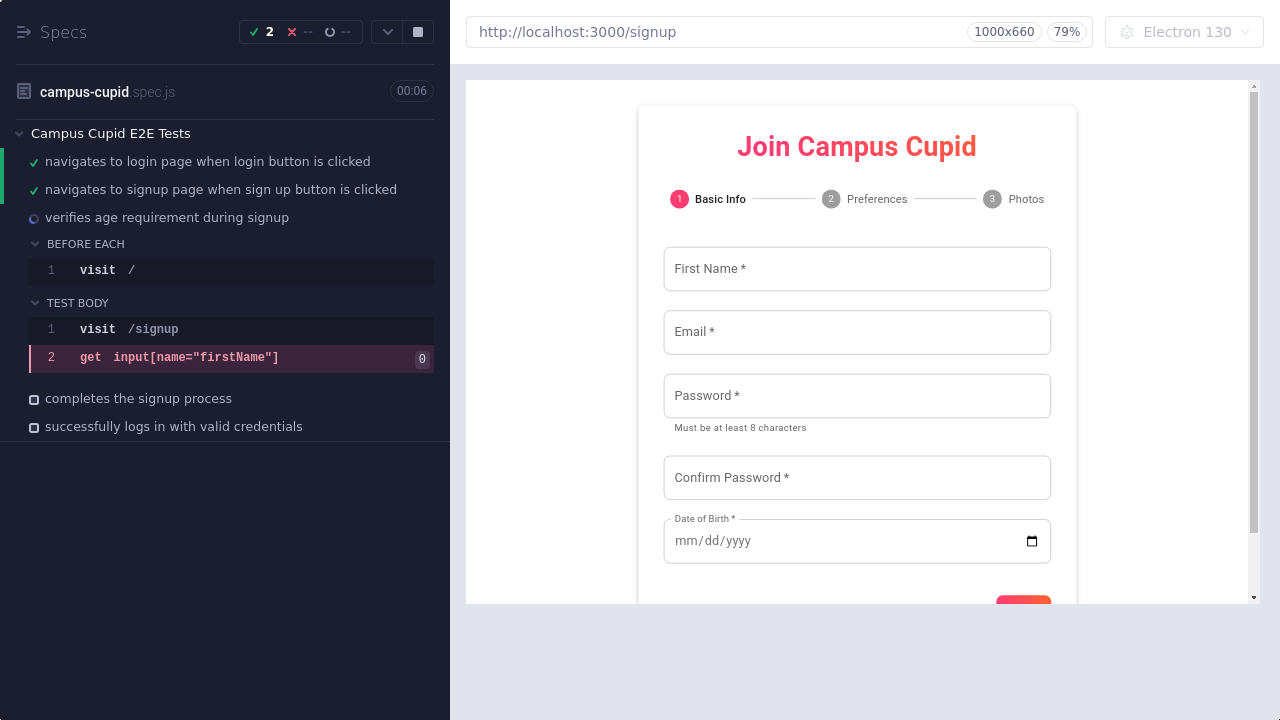 Specs
2
--
--
campus-cupid.spec.js
00:06
Campus Cupid E2E Tests
navigates to login page when login button is clicked
navigates to signup page when sign up button is clicked
verifies age requirement during signup
BEFORE EACH
1 visit /
TEST BODY
1 visit /signup
2 get input[name="firstName"] 0
completes the signup process
successfully logs in with valid credentials
http://localhost:3000/signup
1000x660
79%
Electron 130
Join Campus Cupid
1 Basic Info
2 Preferences
3 Photos
First Name *
Email *
Password *
Must be at least 8 characters
Confirm Password *
Date of Birth *
mm/dd/yyyy